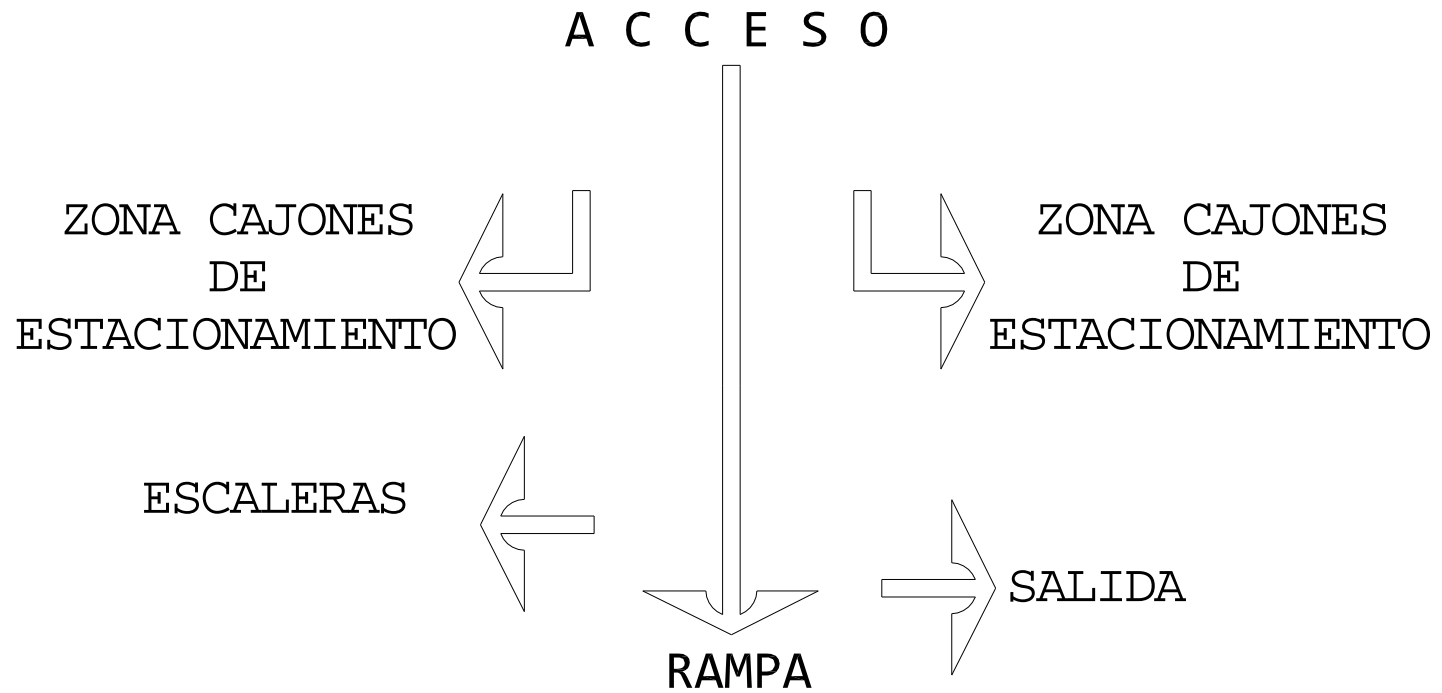 A C C E S O
ZONA CAJONES
DE
ESTACIONAMIENTO
ZONA CAJONES
DE
ESTACIONAMIENTO
ESCALERAS
SALIDA
RAMPA